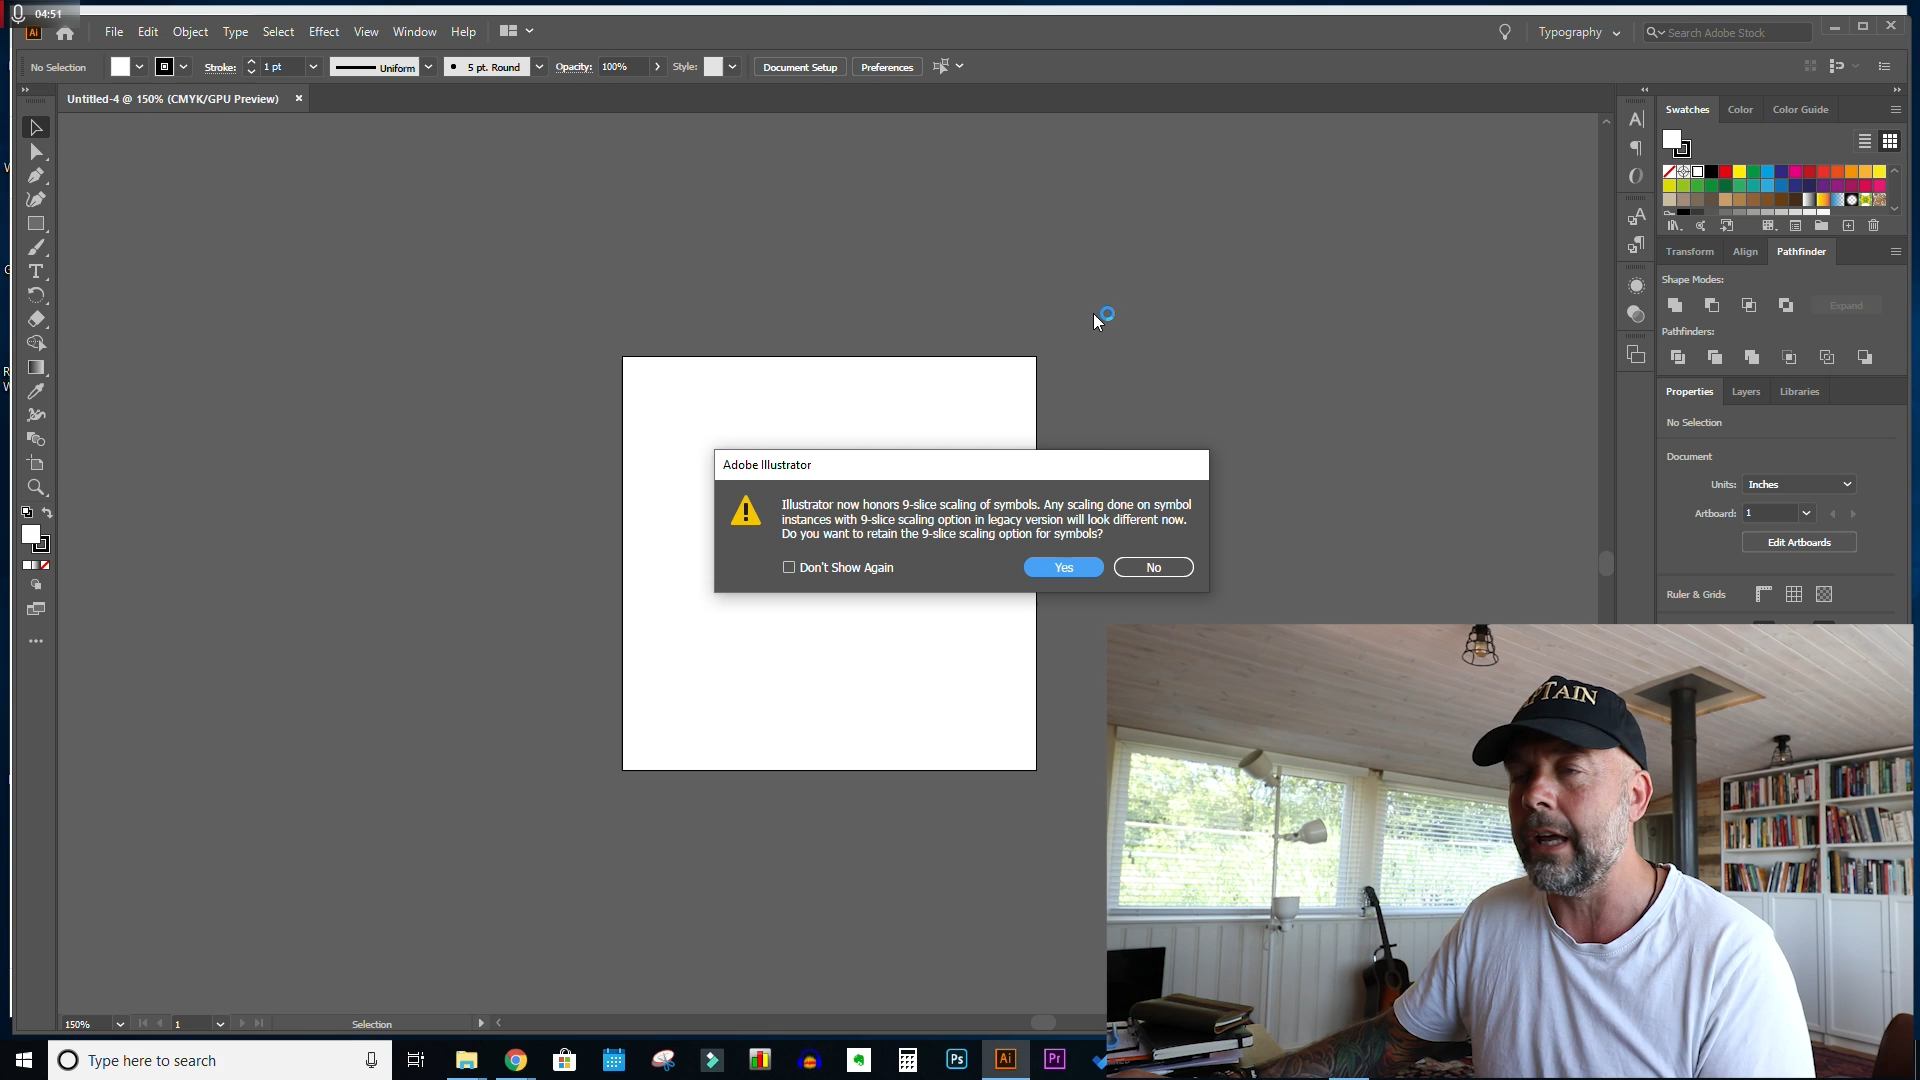 04:51
Ai
File Edit Object Type Select Effect View Window Help
Typography
Search Adobe Stock
No Selection
Stroke: 1 pt
Uniform
5 pt. Round
Opacity: 100%
Style:
Document Setup
Preferences
Untitled-4 @ 150% (CMYK/GPU Preview)
Swatches Color Color Guide
Transform Align Pathfinder
Shape Modes:
Expand
Pathfinders:
Properties Layers Libraries
No Selection
Document
Units: Inches
Artboard: 1
Edit Artboards
Ruler & Grids
Adobe Illustrator
Illustrator now honors 9-slice scaling of symbols. Any scaling done on symbol
instances with 9-slice scaling option in legacy version will look different now.
Do you want to retain the 9-slice scaling option for symbols?
Don't Show Again
Yes
No
150%
1
Selection
Type here to search
Ps
Ai
Pr